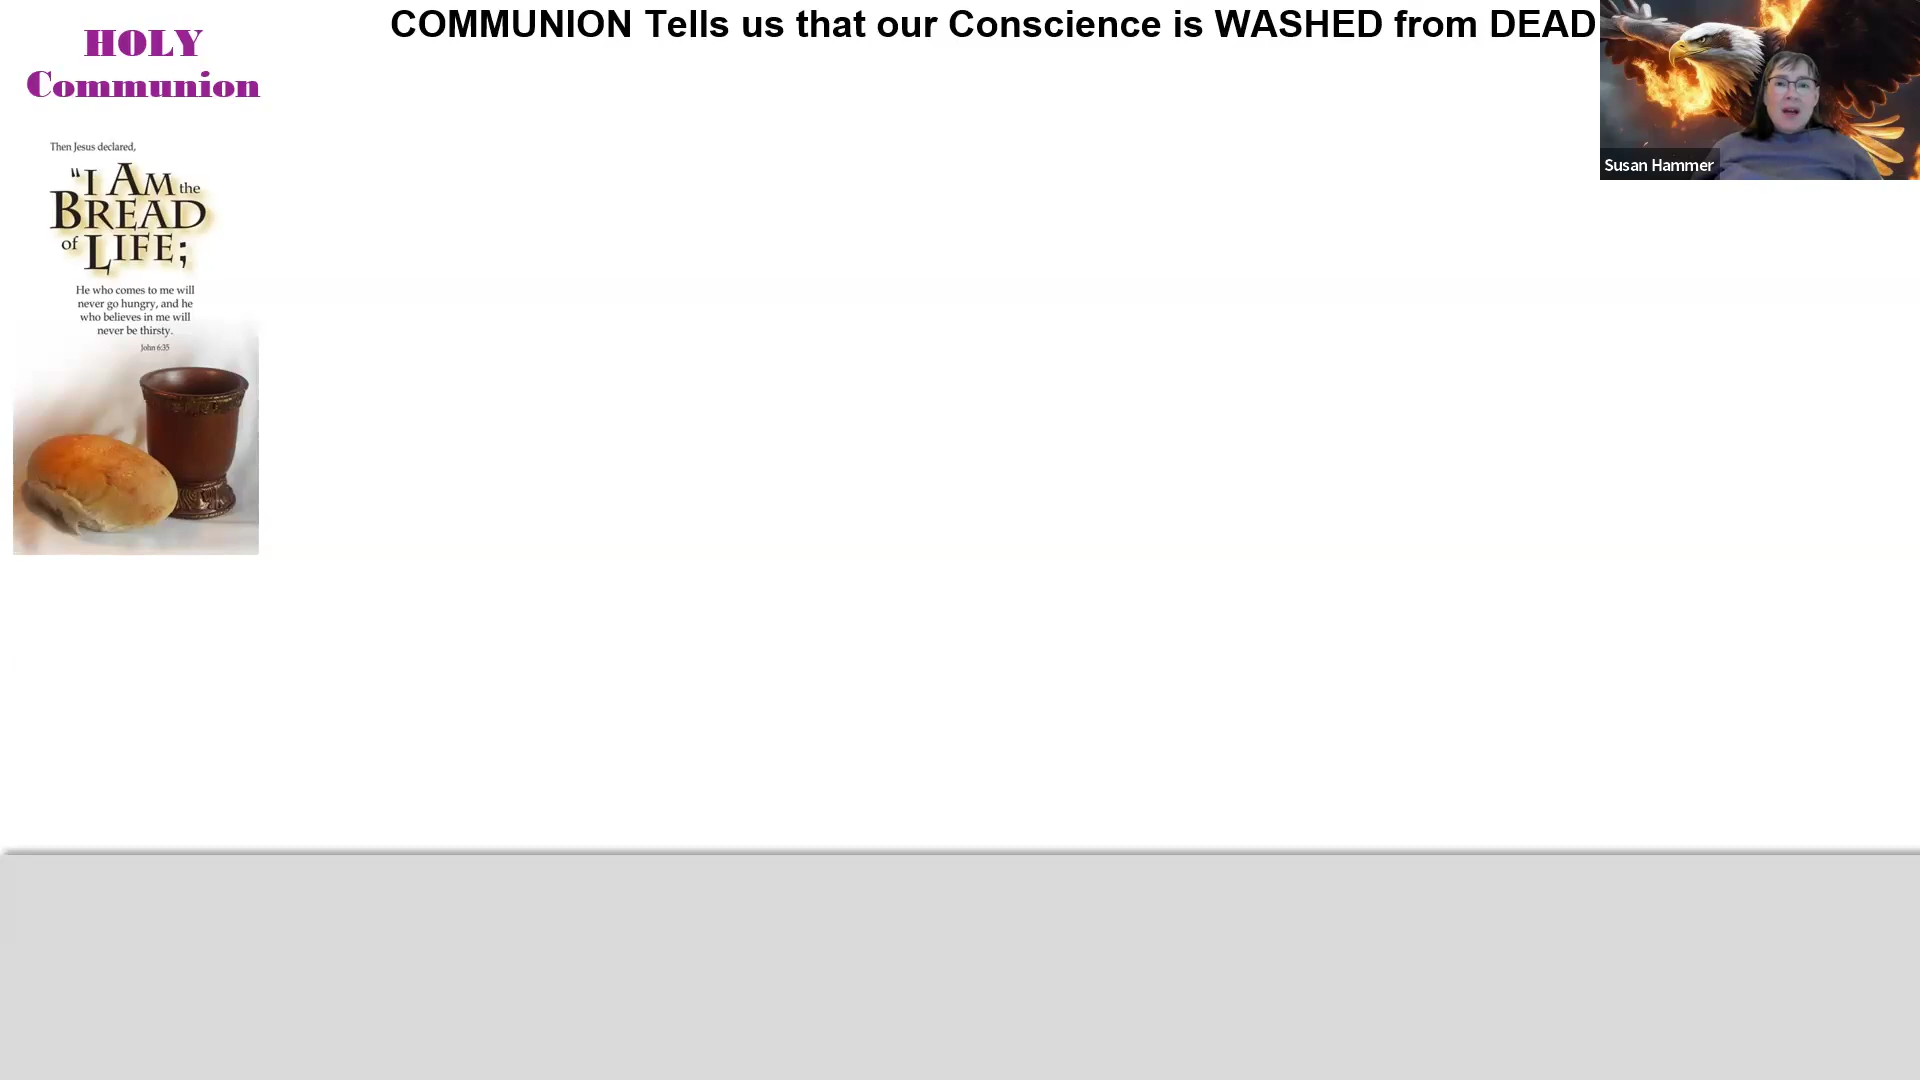 HOLY
Communion
COMMUNION Tells us that our Conscience is WASHED from DEAD
Susan Hammer
Then Jesus declared,
"I AM the
BREAD
of LIFE;
He who comes to me will
never go hungry, and he
who believes in me will
never be thirsty.
John 6:35